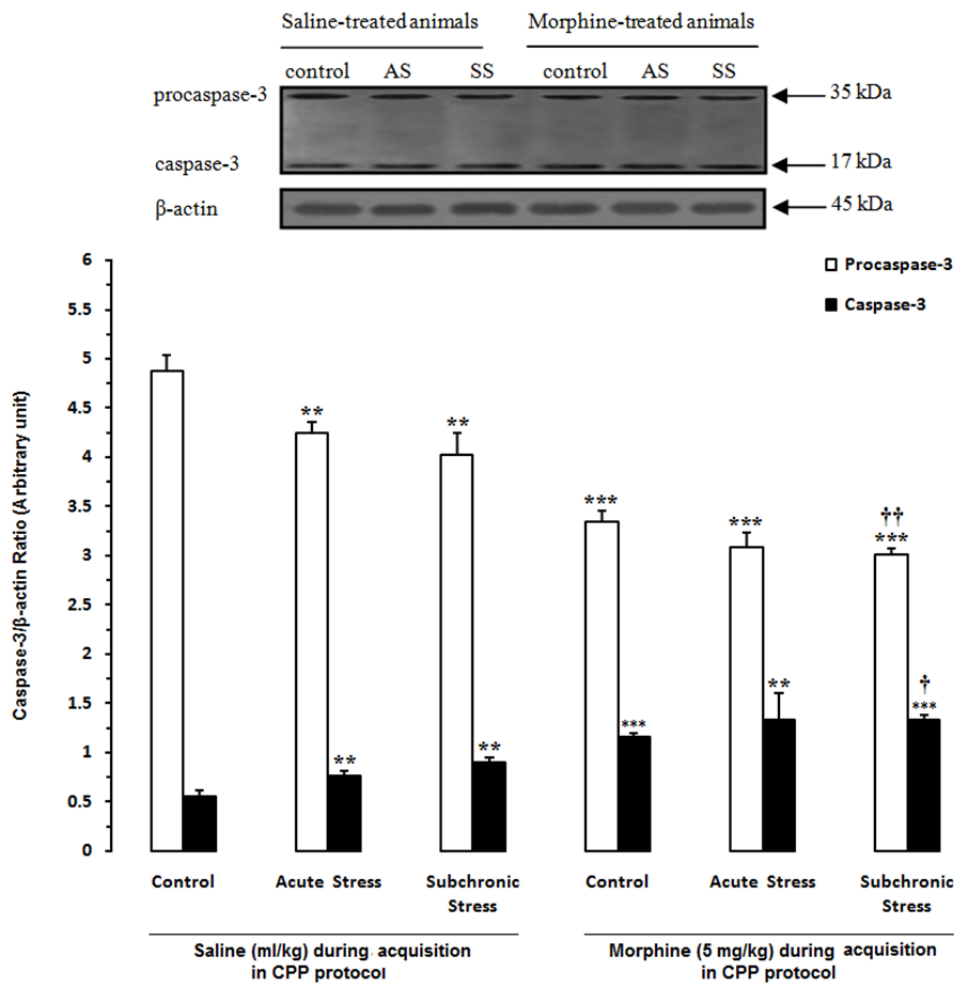 Saline-treated animals Morphine-treated animals
control AS SS control AS SS
procaspase-3 35 kDa
caspase-3 17 kDa
β-actin 45 kDa
Procaspase-3
Caspase-3
Caspase-3/β-actin Ratio (Arbitrary unit)
6
5.5
5
4.5
4
3.5
3
2.5
2
1.5
1
0.5
0
**
**
***
***
††
***
**
**
***
**
†
***
Control Acute Stress Subchronic Stress Control Acute Stress Subchronic Stress
Saline (ml/kg) during acquisition
in CPP protocol
Morphine (5 mg/kg) during acquisition
in CPP protocol